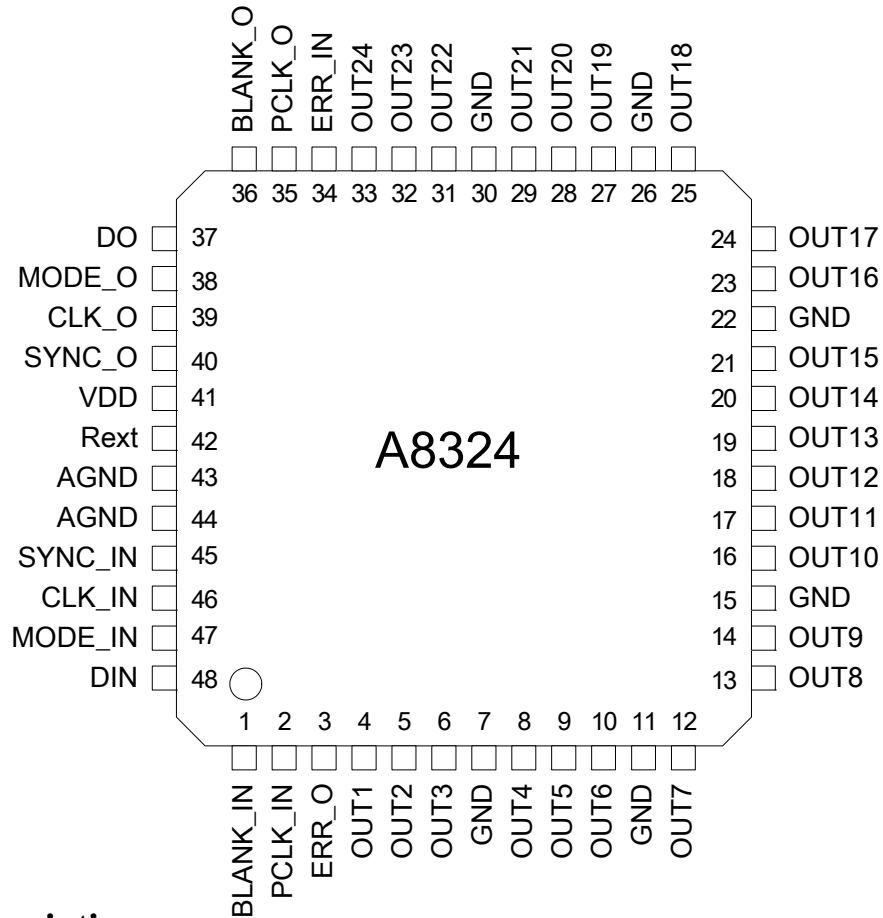 BLANK_O
PCLK_O
ERR_IN
OUT24
OUT23
OUT22
GND
OUT21
OUT20
OUT19
GND
OUT18
36 35 34 33 32 31 30 29 28 27 26 25
DO 37 24 OUT17
MODE_O 38 23 OUT16
CLK_O 39 22 GND
SYNC_O 40 21 OUT15
VDD 41 20 OUT14
Rext 42 19 OUT13
A8324
AGND 43 18 OUT12
AGND 44 17 OUT11
SYNC_IN 45 16 OUT10
CLK_IN 46 15 GND
MODE_IN 47 14 OUT9
DIN 48 13 OUT8
1 2 3 4 5 6 7 8 9 10 11 12
BLANK_IN
PCLK_IN
ERR_O
OUT1
OUT2
OUT3
GND
OUT4
OUT5
OUT6
GND
OUT7